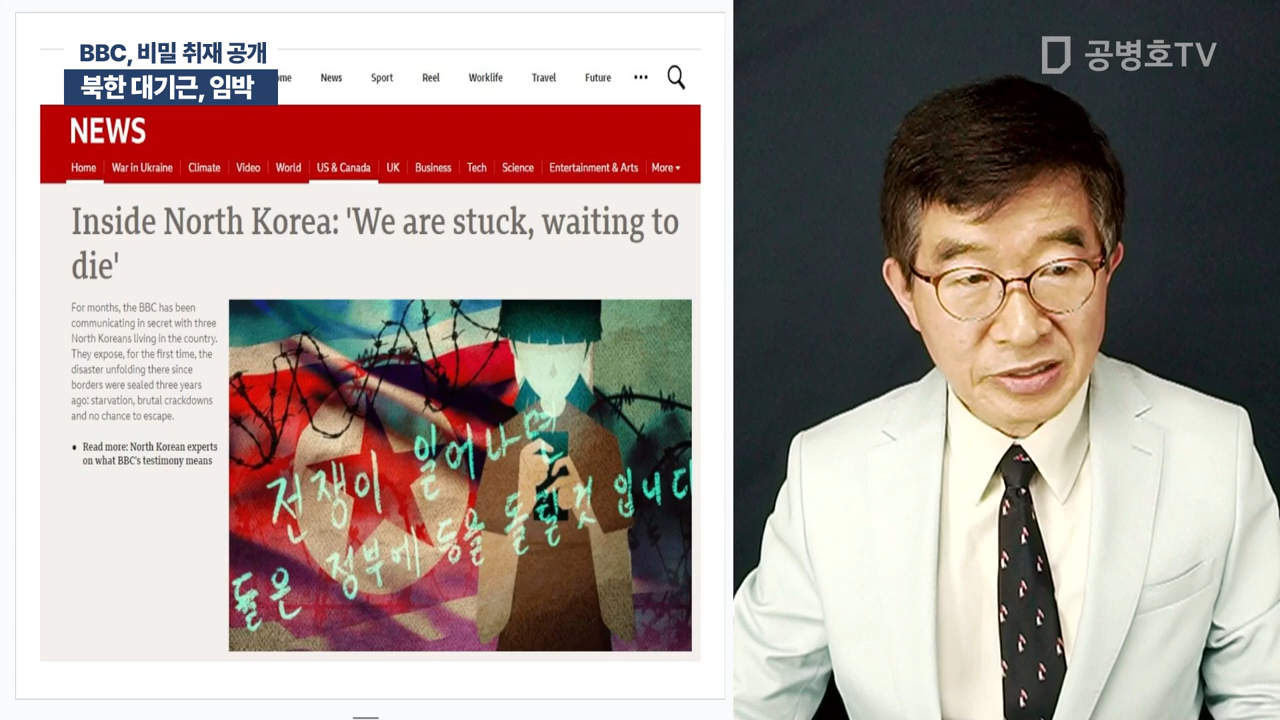 BBC, 비밀 취재 공개
북한 대기근, 임박
공병호TV
ome News Sport Reel Worklife Travel Future •••
NEWS
Home War in Ukraine Climate Video World US & Canada UK Business Tech Science Entertainment & Arts More
Inside North Korea: 'We are stuck, waiting to
die'
For months, the BBC has been
communicating in secret with three
North Koreans living in the country.
They expose, for the first time, the
disaster unfolding there since
borders were sealed three years
ago: starvation, brutal crackdowns
and no chance to escape.
• Read more: North Korean experts
on what BBC's testimony means
전쟁이 일어나면
들은 정부에 등을 돌릴것 입니다